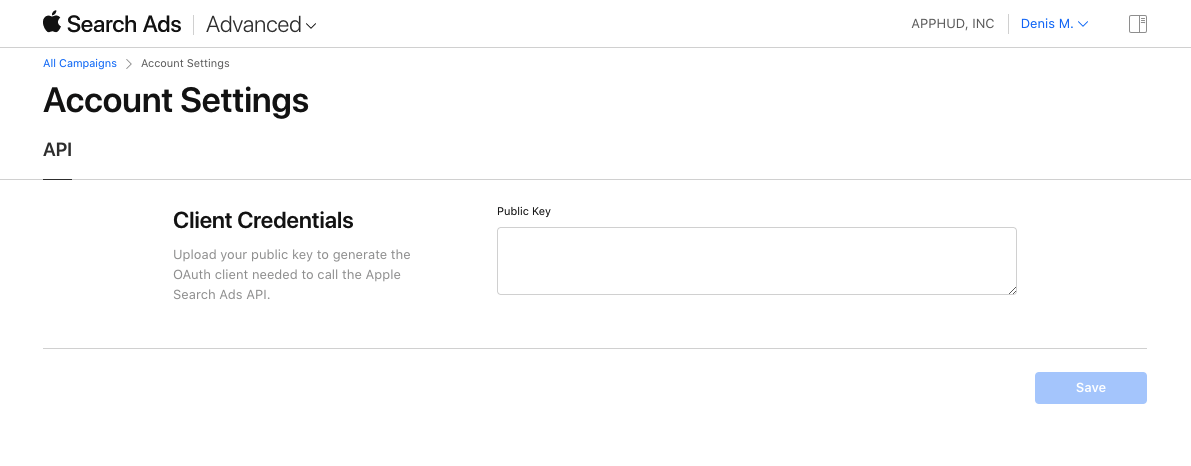 Search Ads Advanced APPHUD, INC Denis M.
All Campaigns Account Settings
Account Settings
API
Client Credentials
Upload your public key to generate the
OAuth client needed to call the Apple
Search Ads API.
Public Key
Save